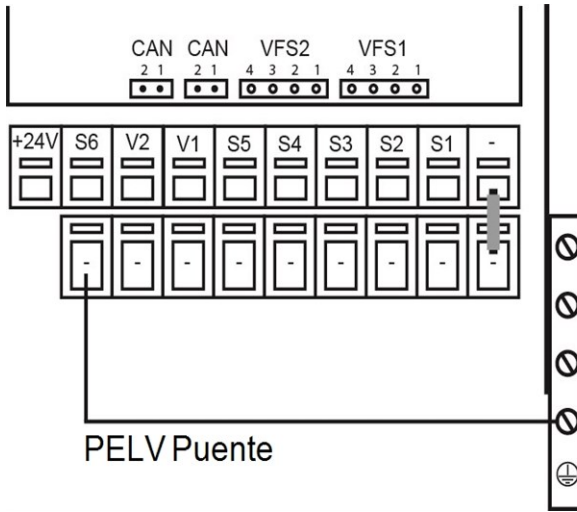 CAN CAN VFS2 VFS1
2 1 2 1 4 3 2 1 4 3 2 1
+24V S6 V2 V1 S5 S4 S3 S2 S1 -
- - - - - - - - -
PELV Puente